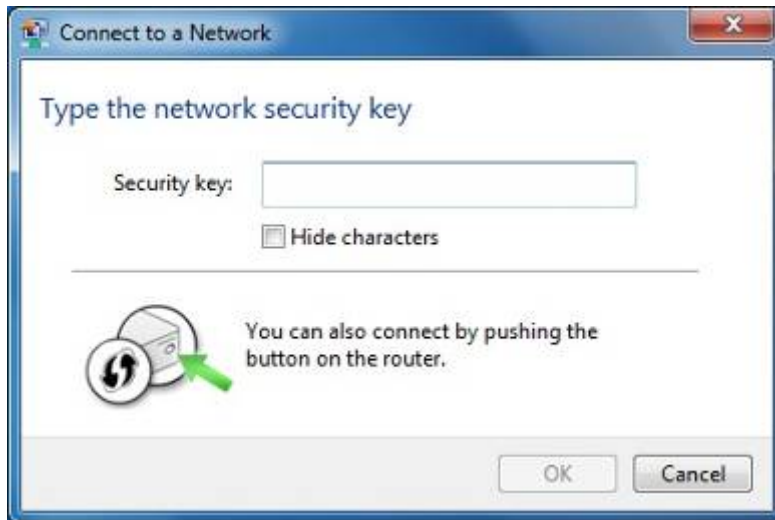 Connect to a Network
Type the network security key
Security key:
Hide characters
You can also connect by pushing the
button on the router.
OK
Cancel